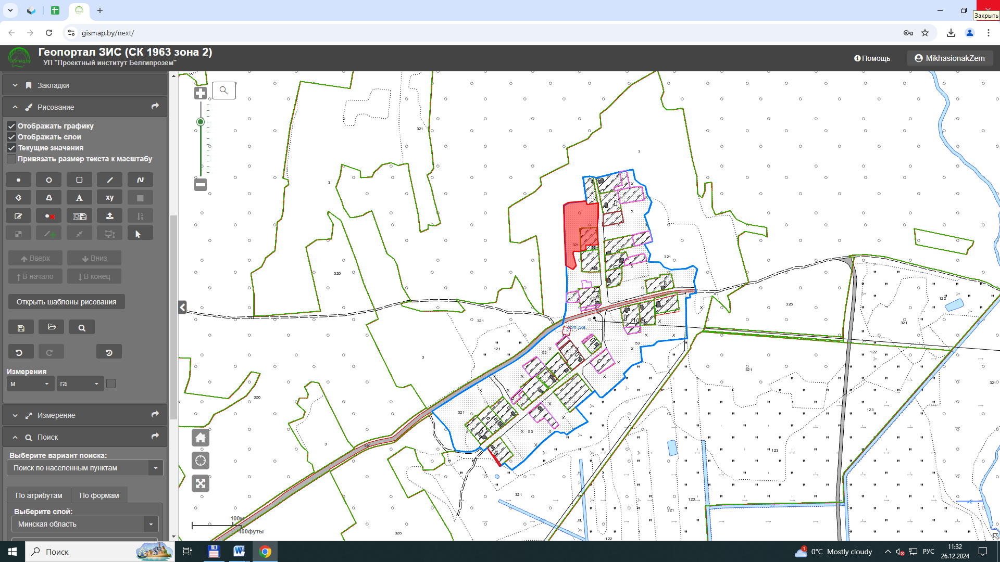 Закрыть
gismap.by/next/
Геопортал ЗИС (СК 1963 зона 2)
УП "Проектный институт Белгипрозем"
Помощь
MikhasionakZem
Закладки
Рисование
Отображать графику
Отображать слои
Текущие значения
Привязать размер текста к масштабу
A
xy
Вверх
Вниз
В начало
В конец
Открыть шаблоны рисования
Измерения
м
га
Измерение
Поиск
Выберите вариант поиска:
Поиск по населенным пунктам
По атрибутам
По формам
Выберите слой:
Минская область
321
3
3
321
321
326
326
122
321
321
53
121
3
53
321
122
321
326
321
123
53
3
123
321
123
321
326
122
100м
400футы
Поиск
1
0°C Mostly cloudy
РУС
11:32
26.12.2024